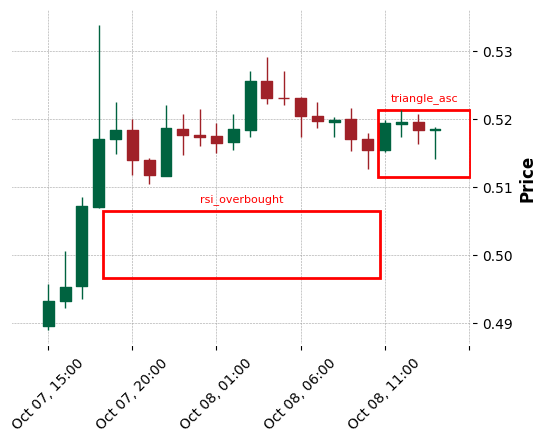 0.53
triangle_asc
0.52
0.51
Price
rsi_overbought
0.50
0.49
Oct 07, 15:00
Oct 07, 20:00
Oct 08, 01:00
Oct 08, 06:00
Oct 08, 11:00